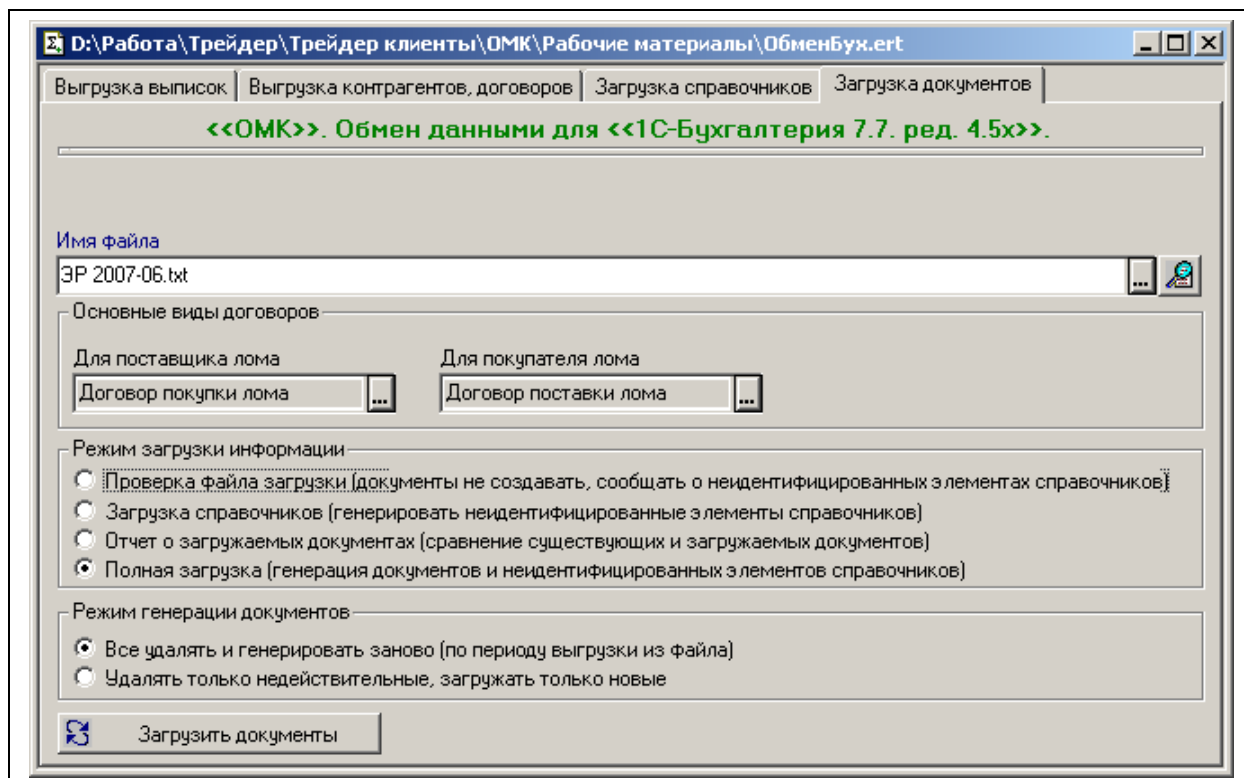 D:\Работа\Трейдер\Трейдер клиенты\ОМК\Рабочие материалы\ОбменБух.ert
Выгрузка выписок Выгрузка контрагентов, договоров Загрузка справочников Загрузка документов
<<ОМК>>. Обмен данными для <<1С-Бухгалтерия 7.7. ред. 4.5x>>.
Имя файла
ЭР 2007-06.txt ...
Основные виды договоров
Для поставщика лома Для покупателя лома
Договор покупки лома ... Договор поставки лома ...
Режим загрузки информации
Проверка файла загрузки (документы не создавать, сообщать о неидентифицированных элементах справочников)
Загрузка справочников (генерировать неидентифицированные элементы справочников)
Отчет о загружаемых документах (сравнение существующих и загружаемых документов)
Полная загрузка (генерация документов и неидентифицированных элементов справочников)
Режим генерации документов
Все удалять и генерировать заново (по периоду выгрузки из файла)
Удалять только недействительные, загружать только новые
Загрузить документы